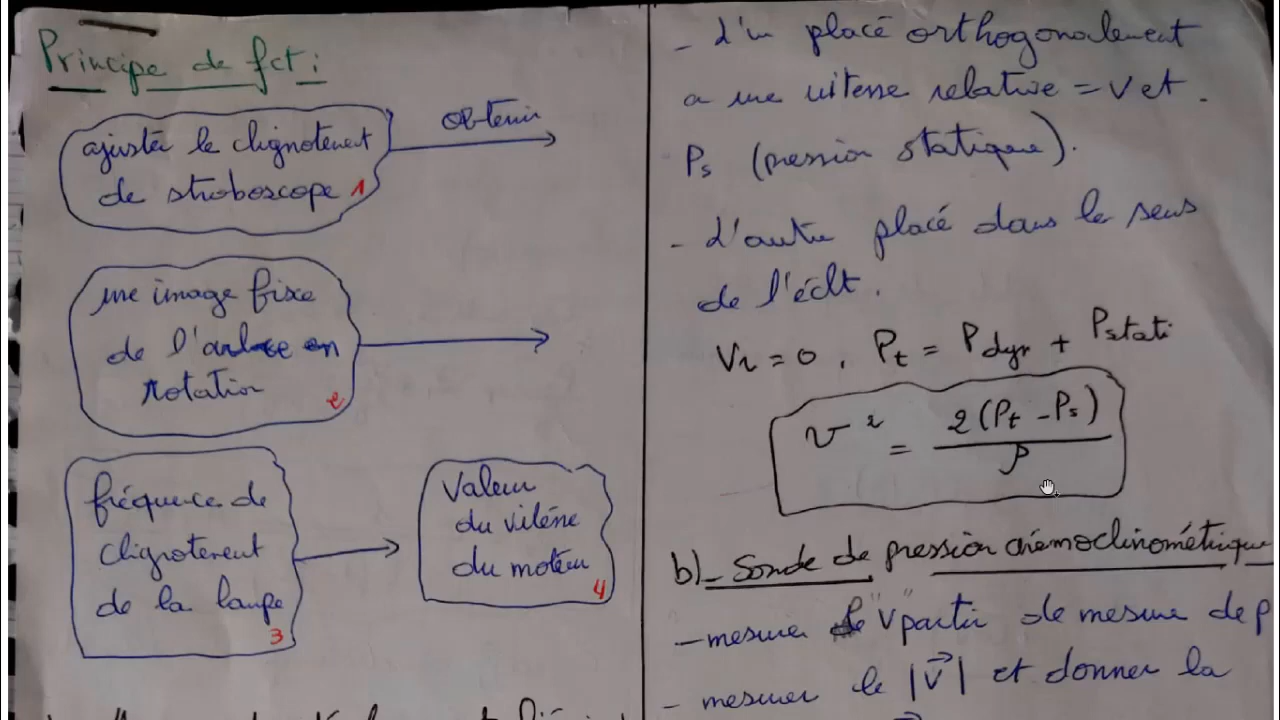 Principe de fct :
ajuster le clignotement
de stroboscope 1
obtenir
une image fixe
de l'arbre en
rotation 2
fréquence de
clignotement
de la lampe
3
Valeur
du vitésse
du moteur
4
- L'un placé orthogonalement
a une vitesse relative = V et .
Ps (pression statique).
- L'autre placé dans le sens
de l'éclt.
Vr = 0 , Pt = Pdyn + Pstati
v² = 2(Pt - Ps) / ρ
b)- Sonde de pression anémoclinométrique
- mesurer le "V" partir de mesure de p
- mesurer le |V⃗| et donner la